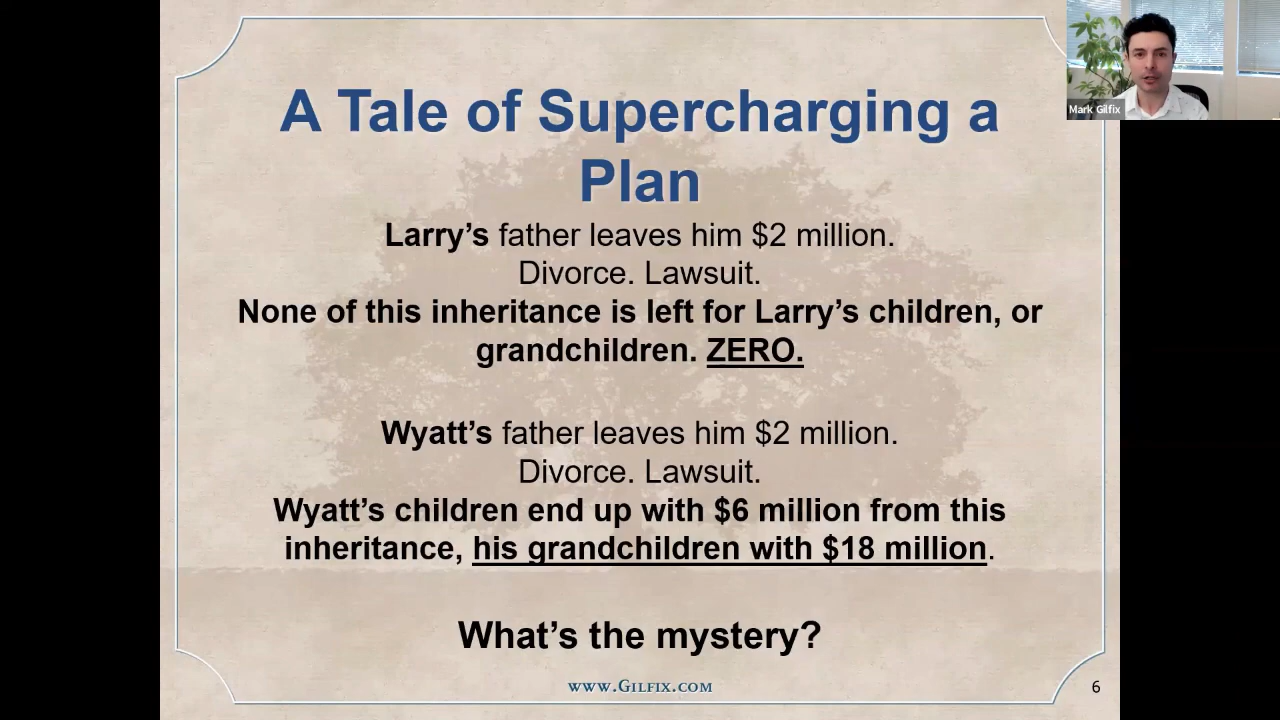 A Tale of Supercharging a
Plan
Larry’s father leaves him $2 million.
Divorce. Lawsuit.
None of this inheritance is left for Larry’s children, or
grandchildren. ZERO.
Wyatt’s father leaves him $2 million.
Divorce. Lawsuit.
Wyatt’s children end up with $6 million from this
inheritance, his grandchildren with $18 million.
What’s the mystery?
www.Gilfix.com
6
Mark Gilfix